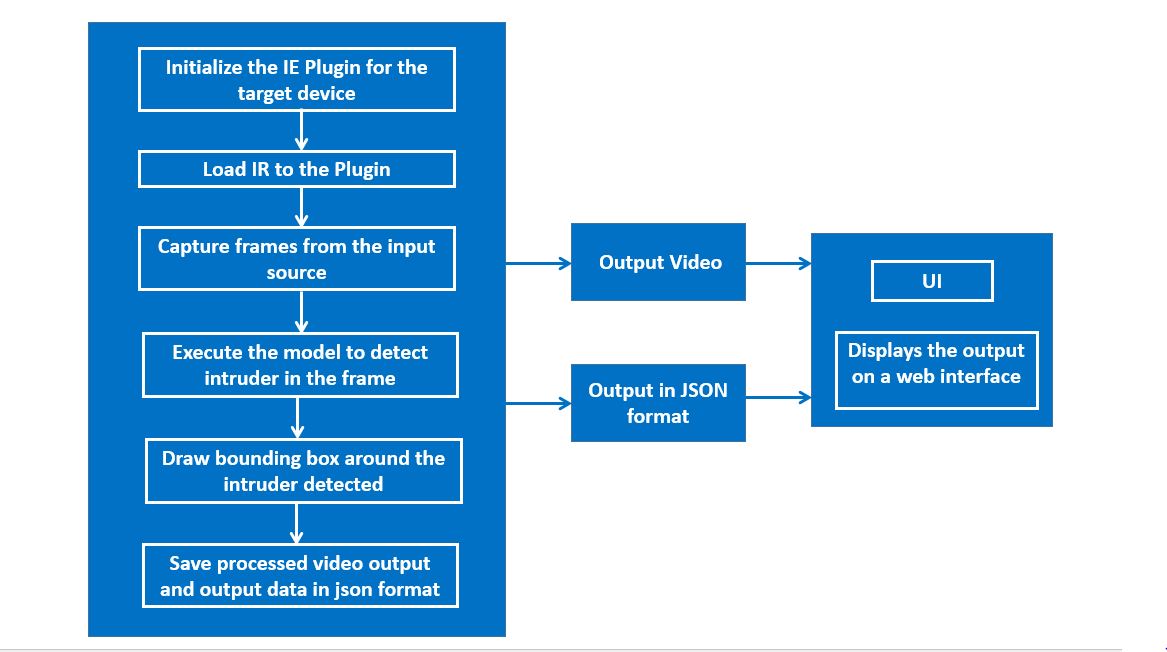 Initialize the IE Plugin for the
target device
Load IR to the Plugin
Capture frames from the input
source
Execute the model to detect
intruder in the frame
Draw bounding box around the
intruder detected
Save processed video output
and output data in json format
Output Video
Output in JSON
format
UI
Displays the output
on a web interface